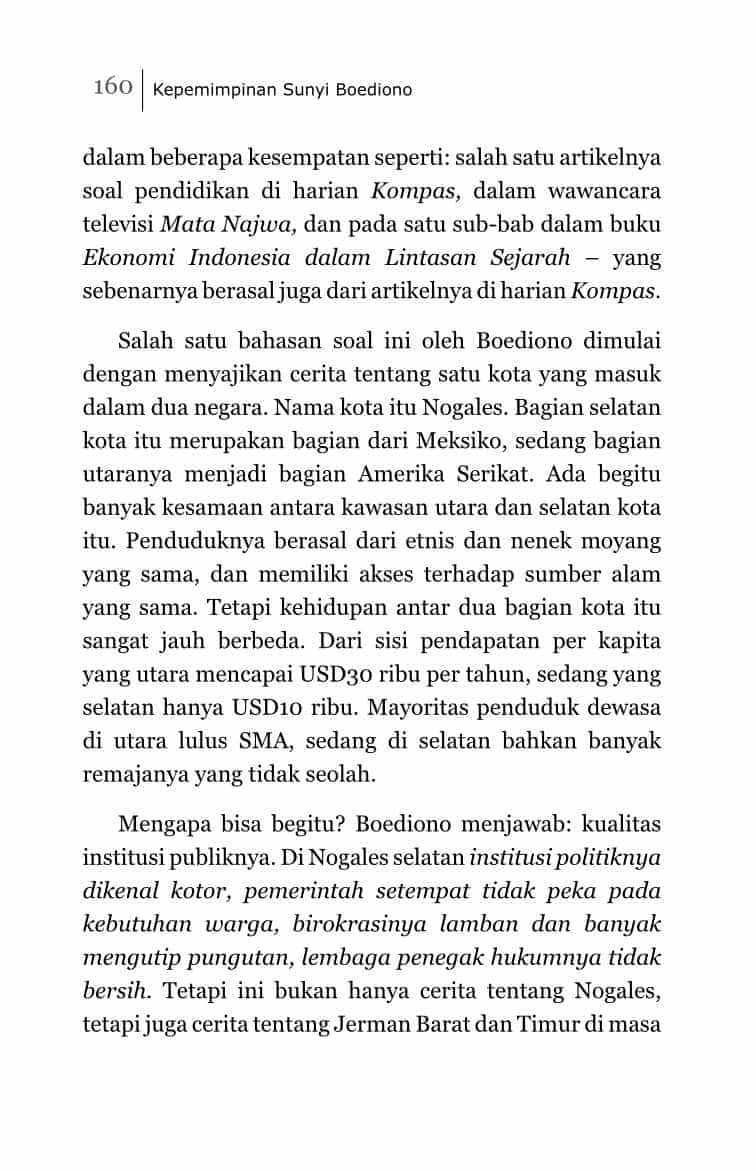 160 Kepemimpinan Sunyi Boediono
dalam beberapa kesempatan seperti: salah satu artikelnya
soal pendidikan di harian Kompas, dalam wawancara
televisi Mata Najwa, dan pada satu sub-bab dalam buku
Ekonomi Indonesia dalam Lintasan Sejarah – yang
sebenarnya berasal juga dari artikelnya di harian Kompas.
Salah satu bahasan soal ini oleh Boediono dimulai
dengan menyajikan cerita tentang satu kota yang masuk
dalam dua negara. Nama kota itu Nogales. Bagian selatan
kota itu merupakan bagian dari Meksiko, sedang bagian
utaranya menjadi bagian Amerika Serikat. Ada begitu
banyak kesamaan antara kawasan utara dan selatan kota
itu. Penduduknya berasal dari etnis dan nenek moyang
yang sama, dan memiliki akses terhadap sumber alam
yang sama. Tetapi kehidupan antar dua bagian kota itu
sangat jauh berbeda. Dari sisi pendapatan per kapita
yang utara mencapai USD30 ribu per tahun, sedang yang
selatan hanya USD10 ribu. Mayoritas penduduk dewasa
di utara lulus SMA, sedang di selatan bahkan banyak
remajanya yang tidak seolah.
Mengapa bisa begitu? Boediono menjawab: kualitas
institusi publiknya. Di Nogales selatan institusi politiknya
dikenal kotor, pemerintah setempat tidak peka pada
kebutuhan warga, birokrasinya lamban dan banyak
mengutip pungutan, lembaga penegak hukumnya tidak
bersih. Tetapi ini bukan hanya cerita tentang Nogales,
tetapi juga cerita tentang Jerman Barat dan Timur di masa